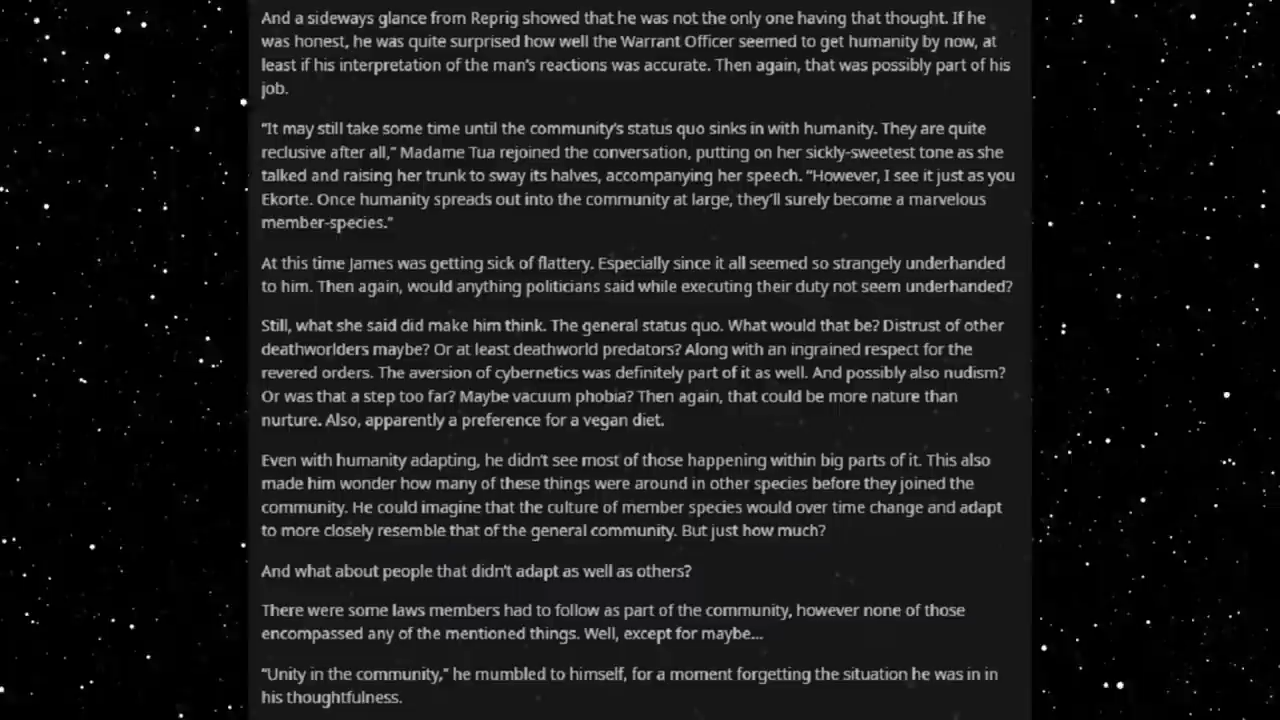 And a sideways glance from Reprig showed that he was not the only one having that thought. If he
was honest, he was quite surprised how well the Warrant Officer seemed to get humanity by now, at
least if his interpretation of the man's reactions was accurate. Then again, that was possibly part of his
job.
“It may still take some time until the community's status quo sinks in with humanity. They are quite
reclusive after all,” Madame Tua rejoined the conversation, putting on her sickly-sweetest tone as she
talked and raising her trunk to sway its halves, accompanying her speech. “However, I see it just as you
Ekorte. Once humanity spreads out into the community at large, they'll surely become a marvelous
member-species.”
At this time James was getting sick of flattery. Especially since it all seemed so strangely underhanded
to him. Then again, would anything politicians said while executing their duty not seem underhanded?
Still, what she said did make him think. The general status quo. What would that be? Distrust of other
deathworlders maybe? Or at least deathworld predators? Along with an ingrained respect for the
revered orders. The aversion of cybernetics was definitely part of it as well. And possibly also nudism?
Or was that a step too far? Maybe vacuum phobia? Then again, that could be more nature than
nurture. Also, apparently a preference for a vegan diet.
Even with humanity adapting, he didn't see most of those happening within big parts of it. This also
made him wonder how many of these things were around in other species before they joined the
community. He could imagine that the culture of member species would over time change and adapt
to more closely resemble that of the general community. But just how much?
And what about people that didn't adapt as well as others?
There were some laws members had to follow as part of the community, however none of those
encompassed any of the mentioned things. Well, except for maybe...
“Unity in the community,” he mumbled to himself, for a moment forgetting the situation he was in in
his thoughtfulness.